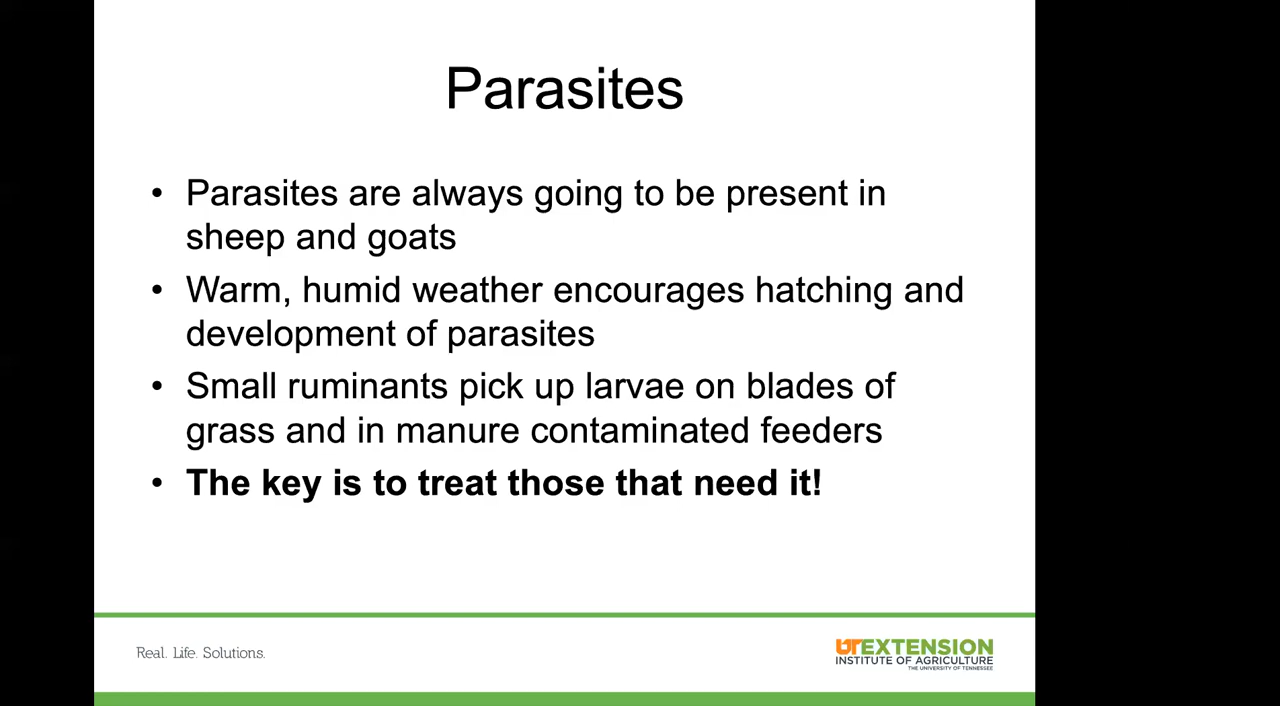 Parasites
• Parasites are always going to be present in
sheep and goats
• Warm, humid weather encourages hatching and
development of parasites
• Small ruminants pick up larvae on blades of
grass and in manure contaminated feeders
• The key is to treat those that need it!
Real. Life. Solutions.
UTEXTENSION
INSTITUTE OF AGRICULTURE
THE UNIVERSITY OF TENNESSEE